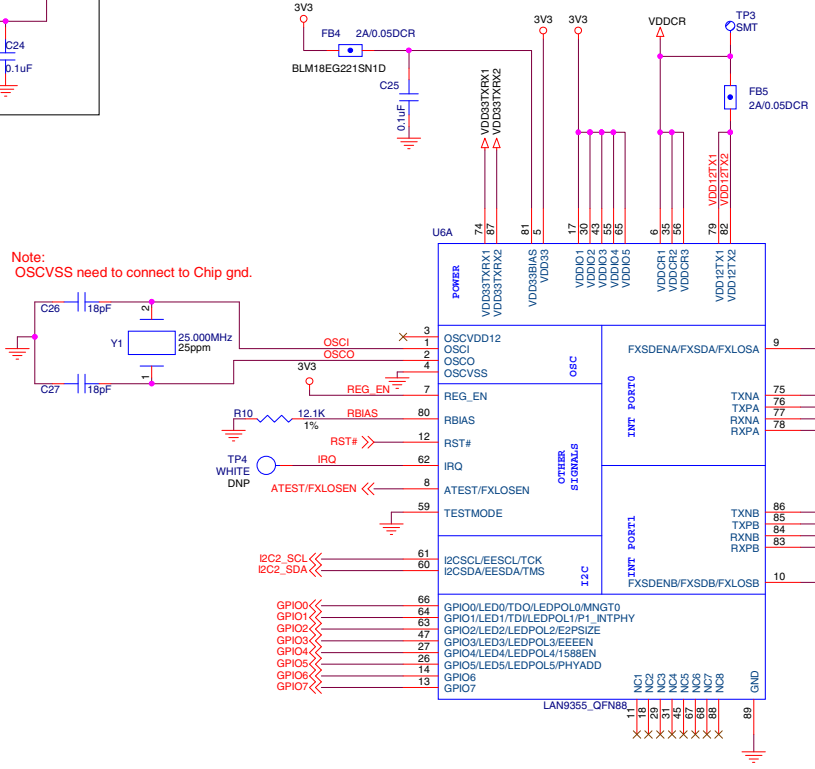 C24
0.1uF
3V3
FB4 2A/0.05DCR
BLM18EG221SN1D
C25
0.1uF
VDD33TXRX1
VDD33TXRX2
3V3
3V3
VDDCR
TP3
SMT
FB5
2A/0.05DCR
VDD12TX1
VDD12TX2
74
87
81
5
17
30
43
55
65
6
35
56
79
82
U6A
POWER
VDD33TXRX1
VDD33TXRX2
VDD33BIAS
VDD33
VDDIO1
VDDIO2
VDDIO3
VDDIO4
VDDIO5
VDDCR1
VDDCR2
VDDCR3
VDD12TX1
VDD12TX2
Note:
OSCVSS need to connect to Chip gnd.
C26 18pF
2
Y1
25.000MHz
25ppm
1
C27 18pF
OSCI
OSCO
3 OSCVDD12
1 OSCI
2 OSCO
4 OSCVSS
OSC
3V3
REG_EN 7 REG_EN
R10 12.1K RBIAS 80 RBIAS
1%
RST# 12 RST#
TP4
WHITE
DNP
IRQ 62 IRQ
ATEST/FXLOSEN 8 ATEST/FXLOSEN
59 TESTMODE
OTHER
SIGNALS
I2C2_SCL 61 I2CSCL/EESCL/TCK
I2C2_SDA 60 I2CSDA/EESDA/TMS
I2C
GPIO0 66 GPIO0/LED0/TDO/LEDPOL0/MNGT0
GPIO1 64 GPIO1/LED1/TDI/LEDPOL1/P1_INTPHY
GPIO2 63 GPIO2/LED2/LEDPOL2/E2PSIZE
GPIO3 47 GPIO3/LED3/LEDPOL3/EEEEN
GPIO4 27 GPIO4/LED4/LEDPOL4/1588EN
GPIO5 26 GPIO5/LED5/LEDPOL5/PHYADD
GPIO6 14 GPIO6
GPIO7 13 GPIO7
INT PORT0
FXSDENA/FXSDA/FXLOSA 9
TXNA 75
TXPA 76
RXNA 77
RXPA 78
INT PORT1
TXNB 86
TXPB 85
RXNB 84
RXPB 83
FXSDENB/FXSDB/FXLOSB 10
NC1
NC2
NC3
NC4
NC5
NC6
NC7
NC8
GND
LAN9355_QFN88
11
18
29
31
45
67
68
88
89